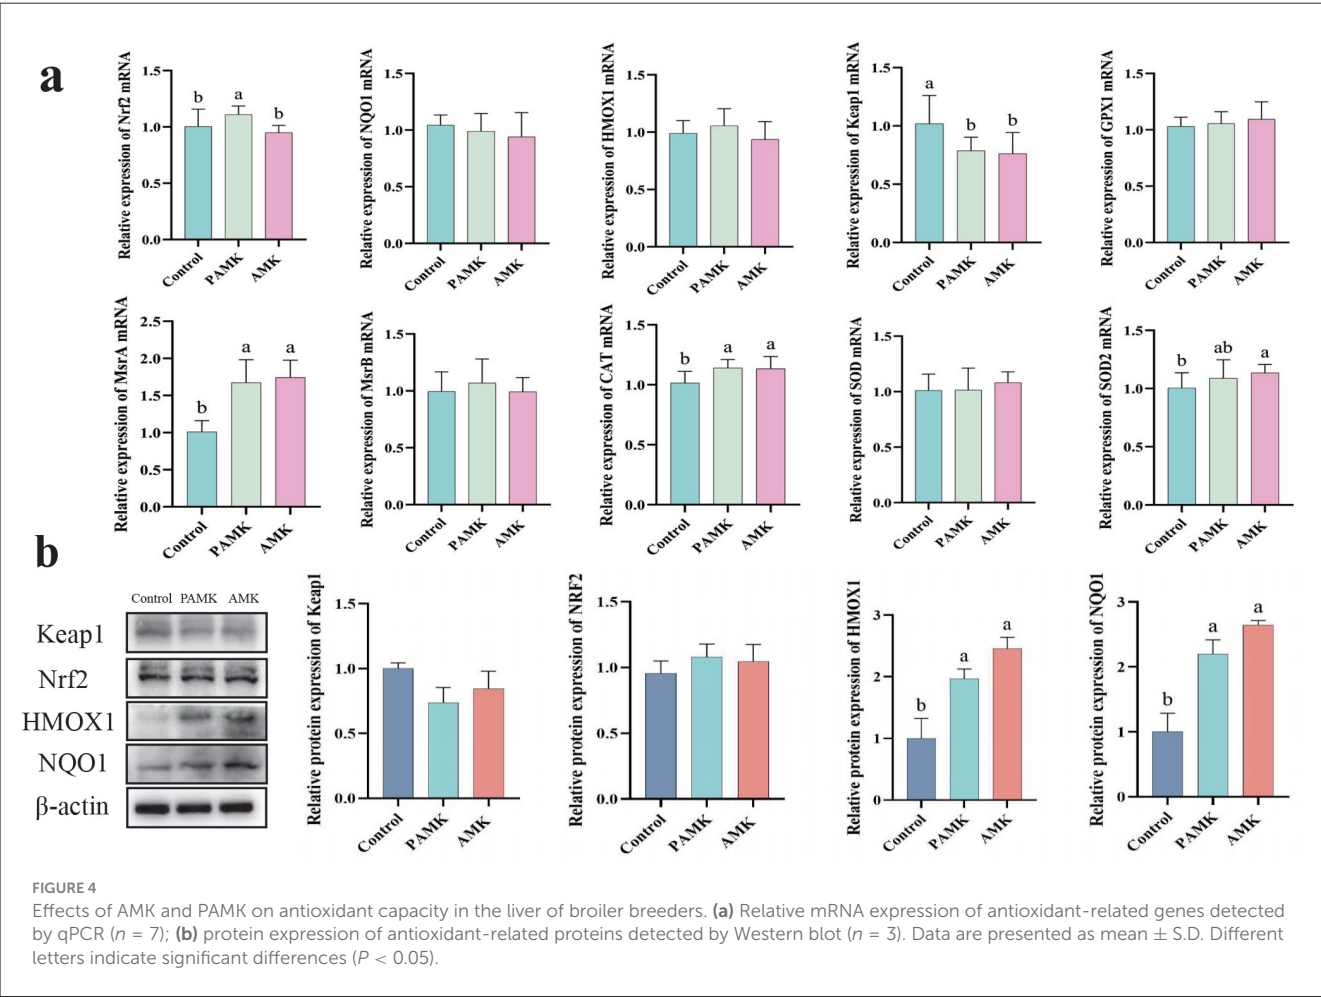 a
Relative expression of Nrf2 mRNA
1.5
1.0
0.5
0.0
b
a
b
Control
PAMK
AMK
Relative expression of NQO1 mRNA
1.5
1.0
0.5
0.0
Control
PAMK
AMK
Relative expression of HMOX1 mRNA
1.5
1.0
0.5
0.0
Control
PAMK
AMK
Relative expression of Keap1 mRNA
1.5
1.0
0.5
0.0
a
b
b
Control
PAMK
AMK
Relative expression of GPX1 mRNA
1.5
1.0
0.5
0.0
Control
PAMK
AMK
Relative expression of MsrA mRNA
2.5
2.0
1.5
1.0
0.5
0.0
b
a
a
Control
PAMK
AMK
Relative expression of MsrB mRNA
1.5
1.0
0.5
0.0
Control
PAMK
AMK
Relative expression of CAT mRNA
1.5
1.0
0.5
0.0
b
a
a
Control
PAMK
AMK
Relative expression of SOD mRNA
1.5
1.0
0.5
0.0
Control
PAMK
AMK
Relative expression of SOD2 mRNA
1.5
1.0
0.5
0.0
b
ab
a
Control
PAMK
AMK
b
Control PAMK AMK
Keap1
Nrf2
HMOX1
NQO1
β-actin
Relative protein expression of Keap1
1.5
1.0
0.5
0.0
Control
PAMK
AMK
Relative protein expression of NRF2
1.5
1.0
0.5
0.0
Control
PAMK
AMK
Relative protein expression of HMOX1
3
2
1
0
b
a
a
Control
PAMK
AMK
Relative protein expression of NQO1
3
2
1
0
b
a
a
Control
PAMK
AMK
FIGURE 4
Effects of AMK and PAMK on antioxidant capacity in the liver of broiler breeders. (a) Relative mRNA expression of antioxidant-related genes detected
by qPCR (n = 7); (b) protein expression of antioxidant-related proteins detected by Western blot (n = 3). Data are presented as mean ± S.D. Different
letters indicate significant differences (P < 0.05).